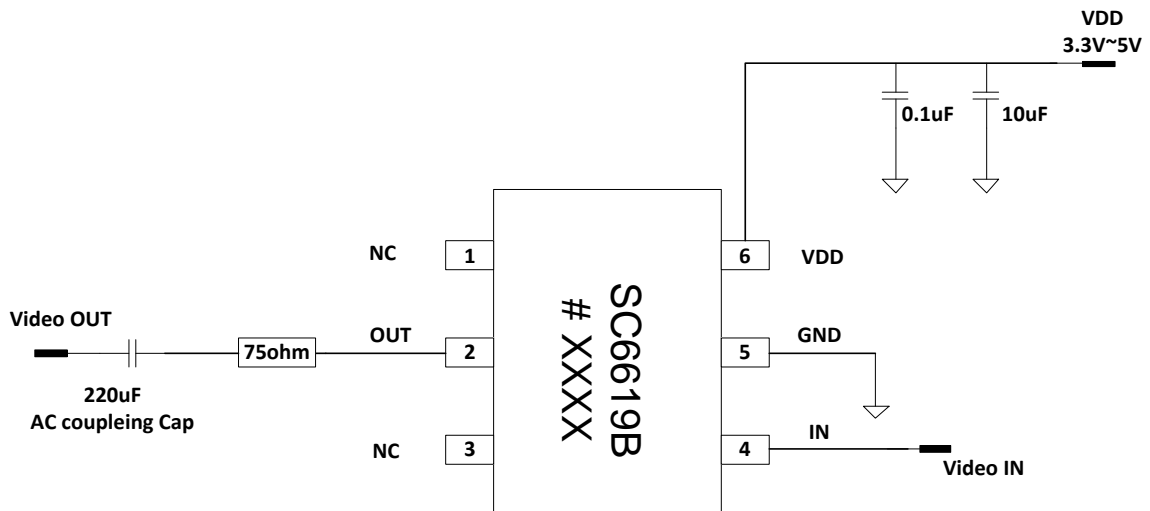 VDD
3.3V~5V
0.1uF
10uF
NC
1
6
VDD
Video OUT
75ohm
OUT
2
5
GND
220uF
AC coupleing Cap
NC
3
4
IN
Video IN
SC6619B
# XXXX